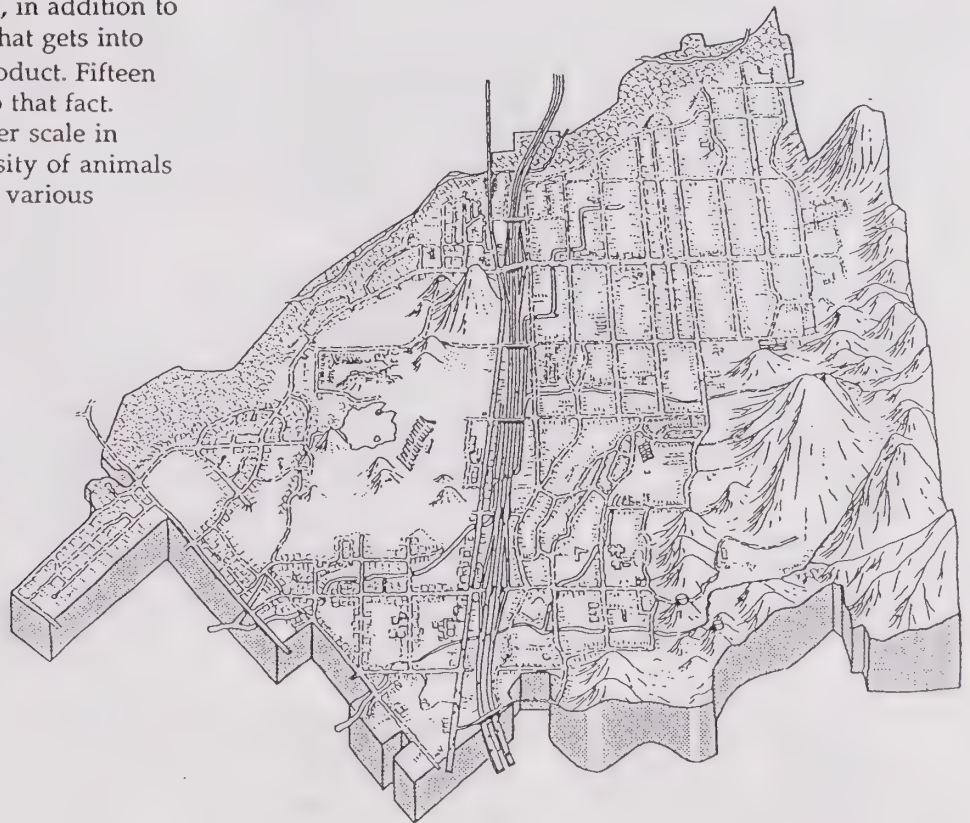 , in addition to
hat gets into
oduct. Fifteen
o that fact.
er scale in
sity of animals
various